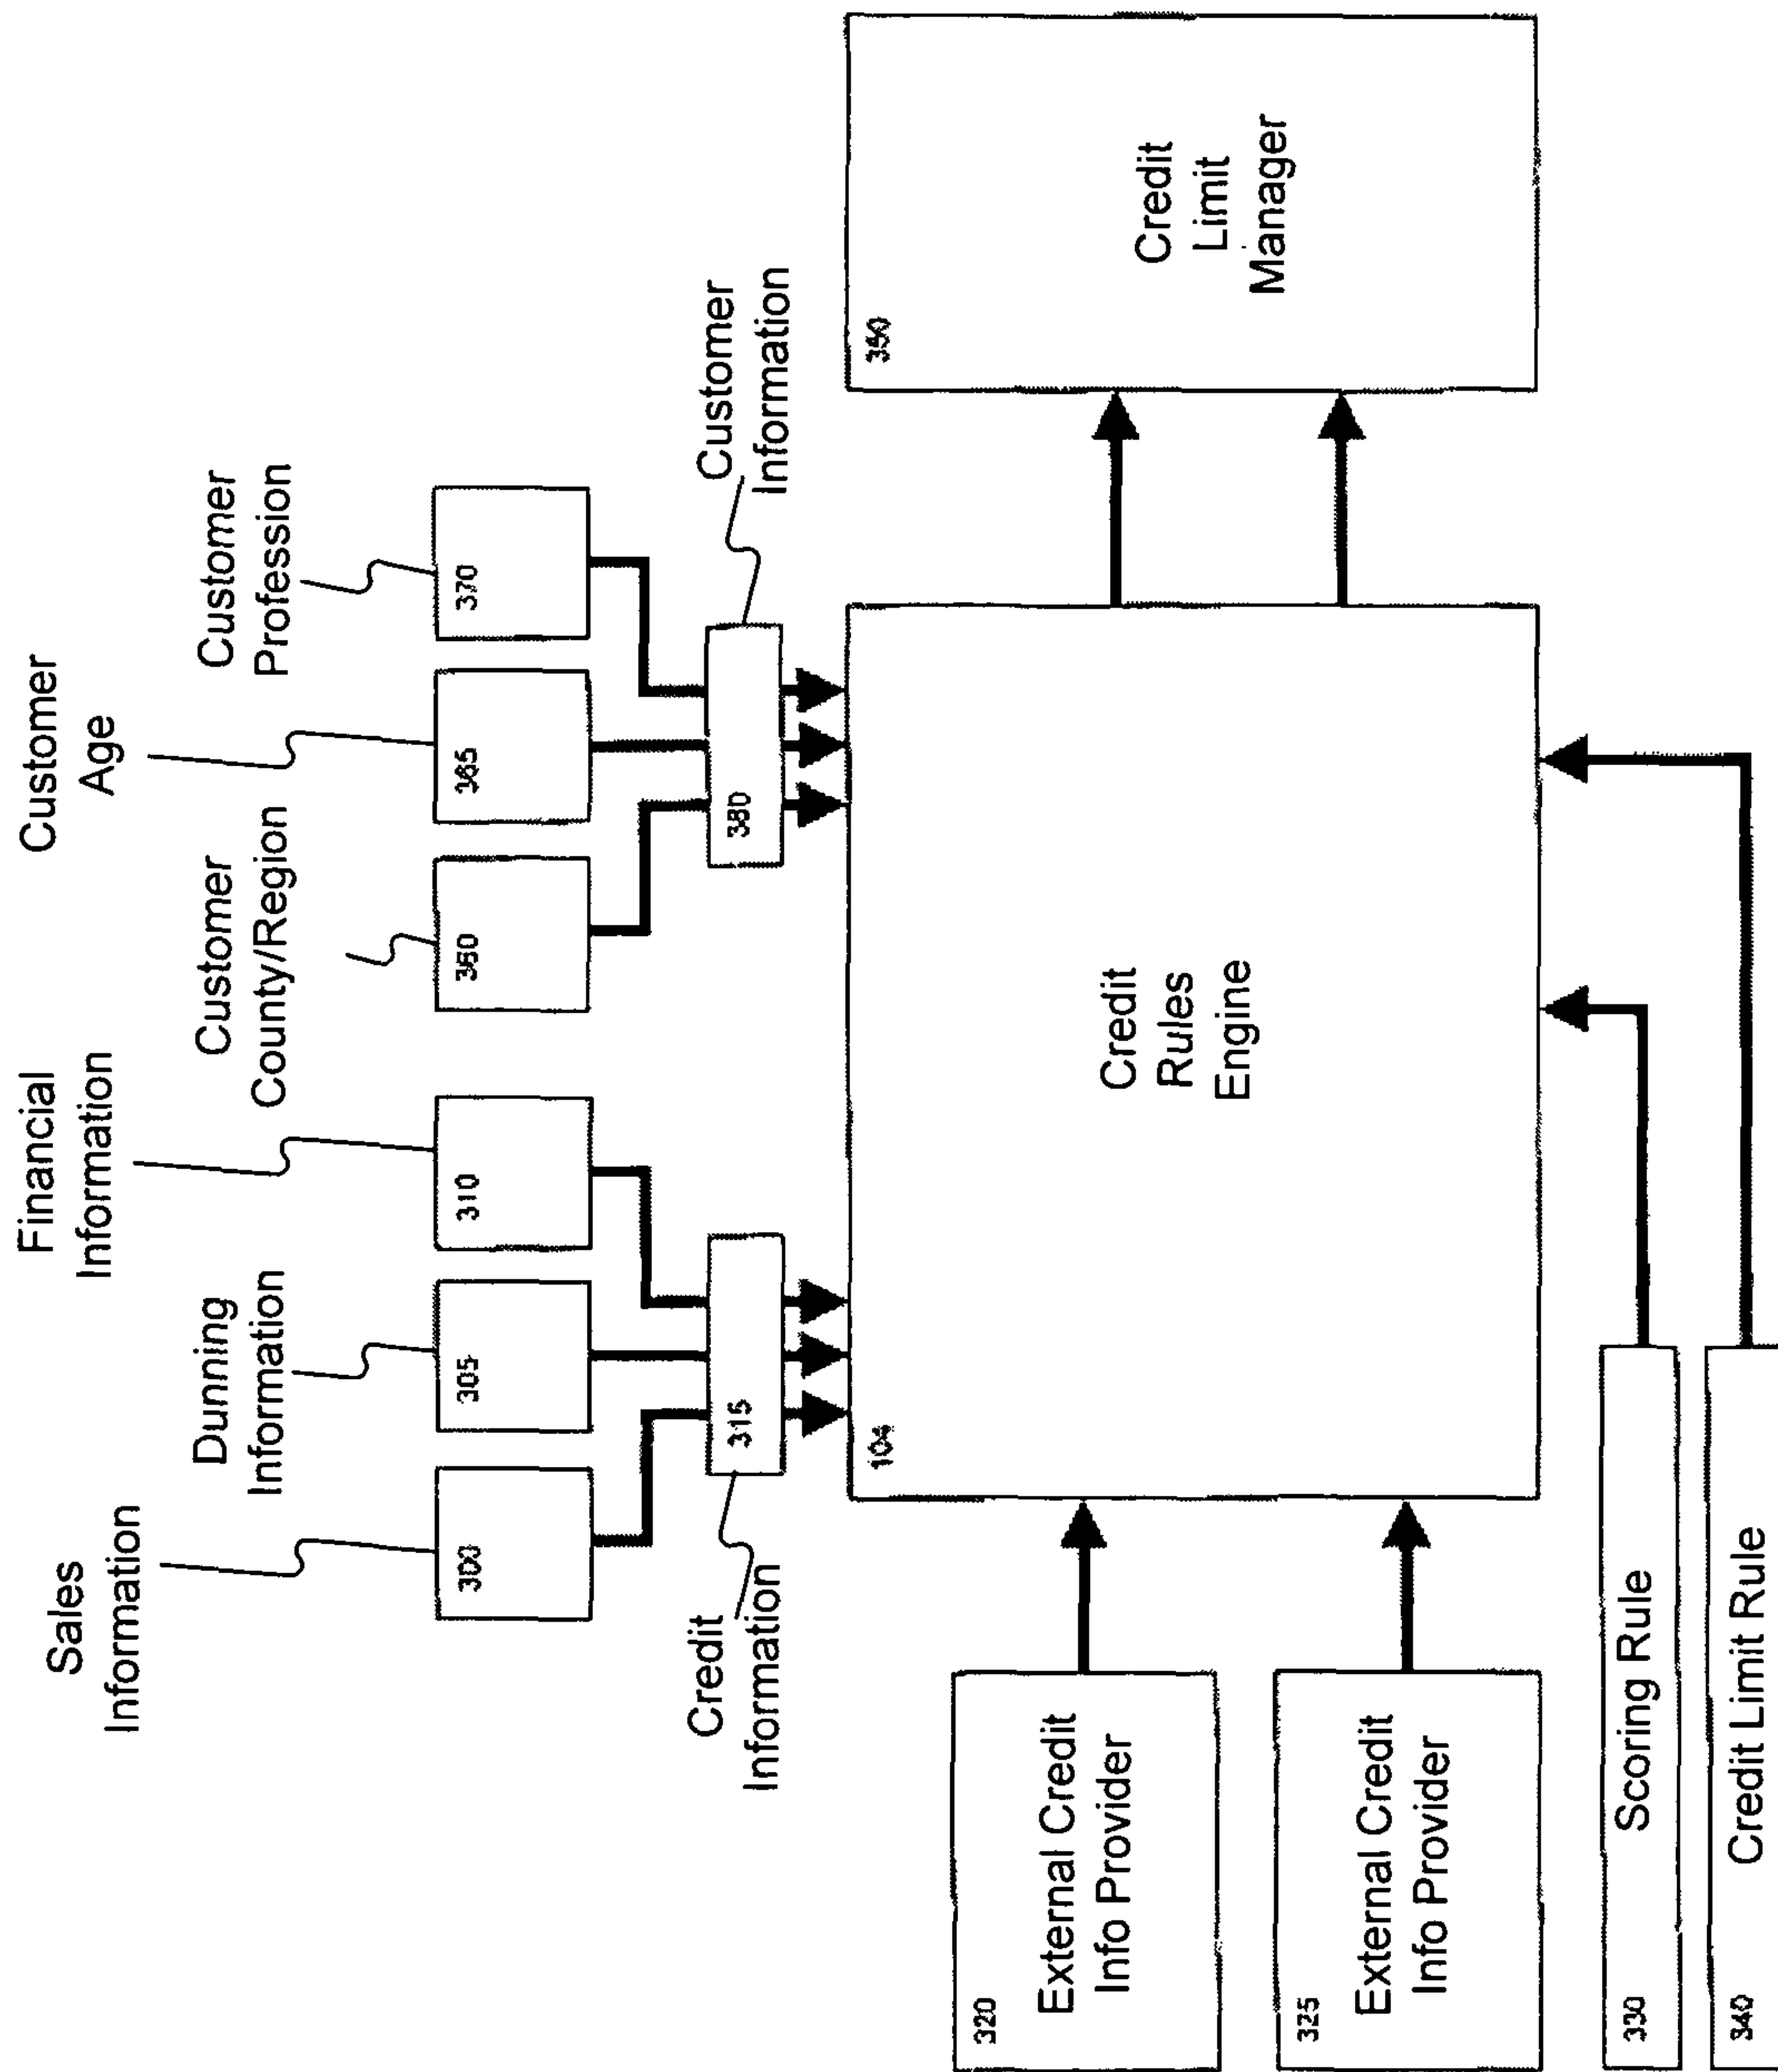 Sales
Information
Dunning
Information
Financial
Information
Customer
County/Region
Customer
Age
Customer
Profession
300
305
310
360
365
370
Credit
Information
315
380
Customer
Information
104
Credit
Rules
Engine
320
External Credit
Info Provider
325
External Credit
Info Provider
350
Credit
Limit
Manager
330
Scoring Rule
340
Credit Limit Rule